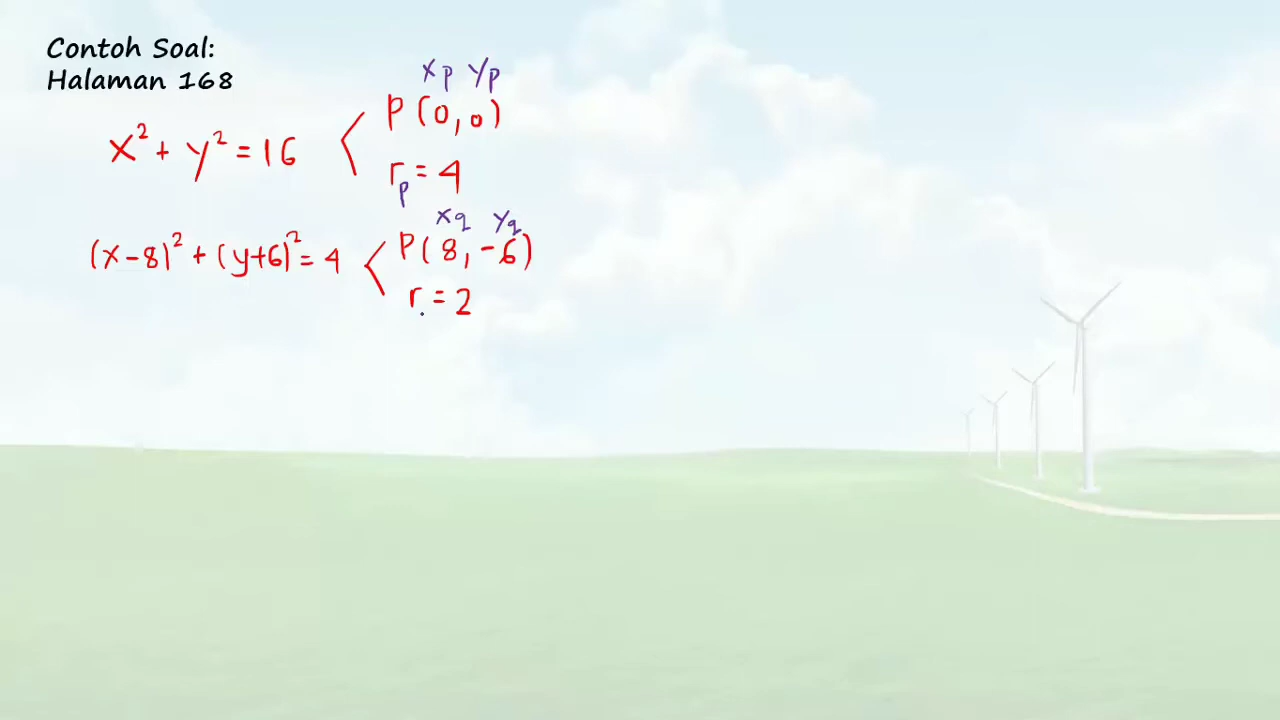 Contoh Soal:
Halaman 168
xp yp
x² + y² = 16 < P (0, 0)
rp = 4
xq yq
(x-8)² + (y+6)² = 4 < P( 8, -6)
r = 2